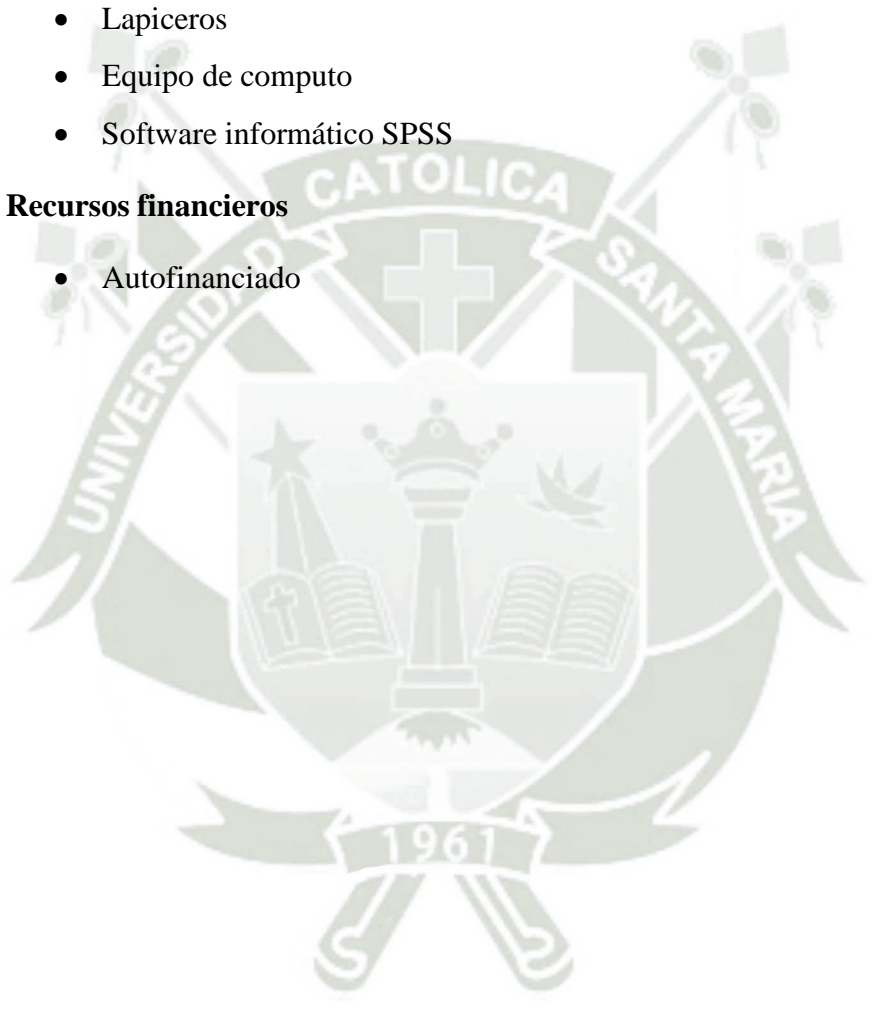 • Lapiceros
• Equipo de computo
• Software informático SPSS
Recursos financieros
• Autofinanciado
UNIVERSIDAD CATOLICA SANTA MARIA
1961